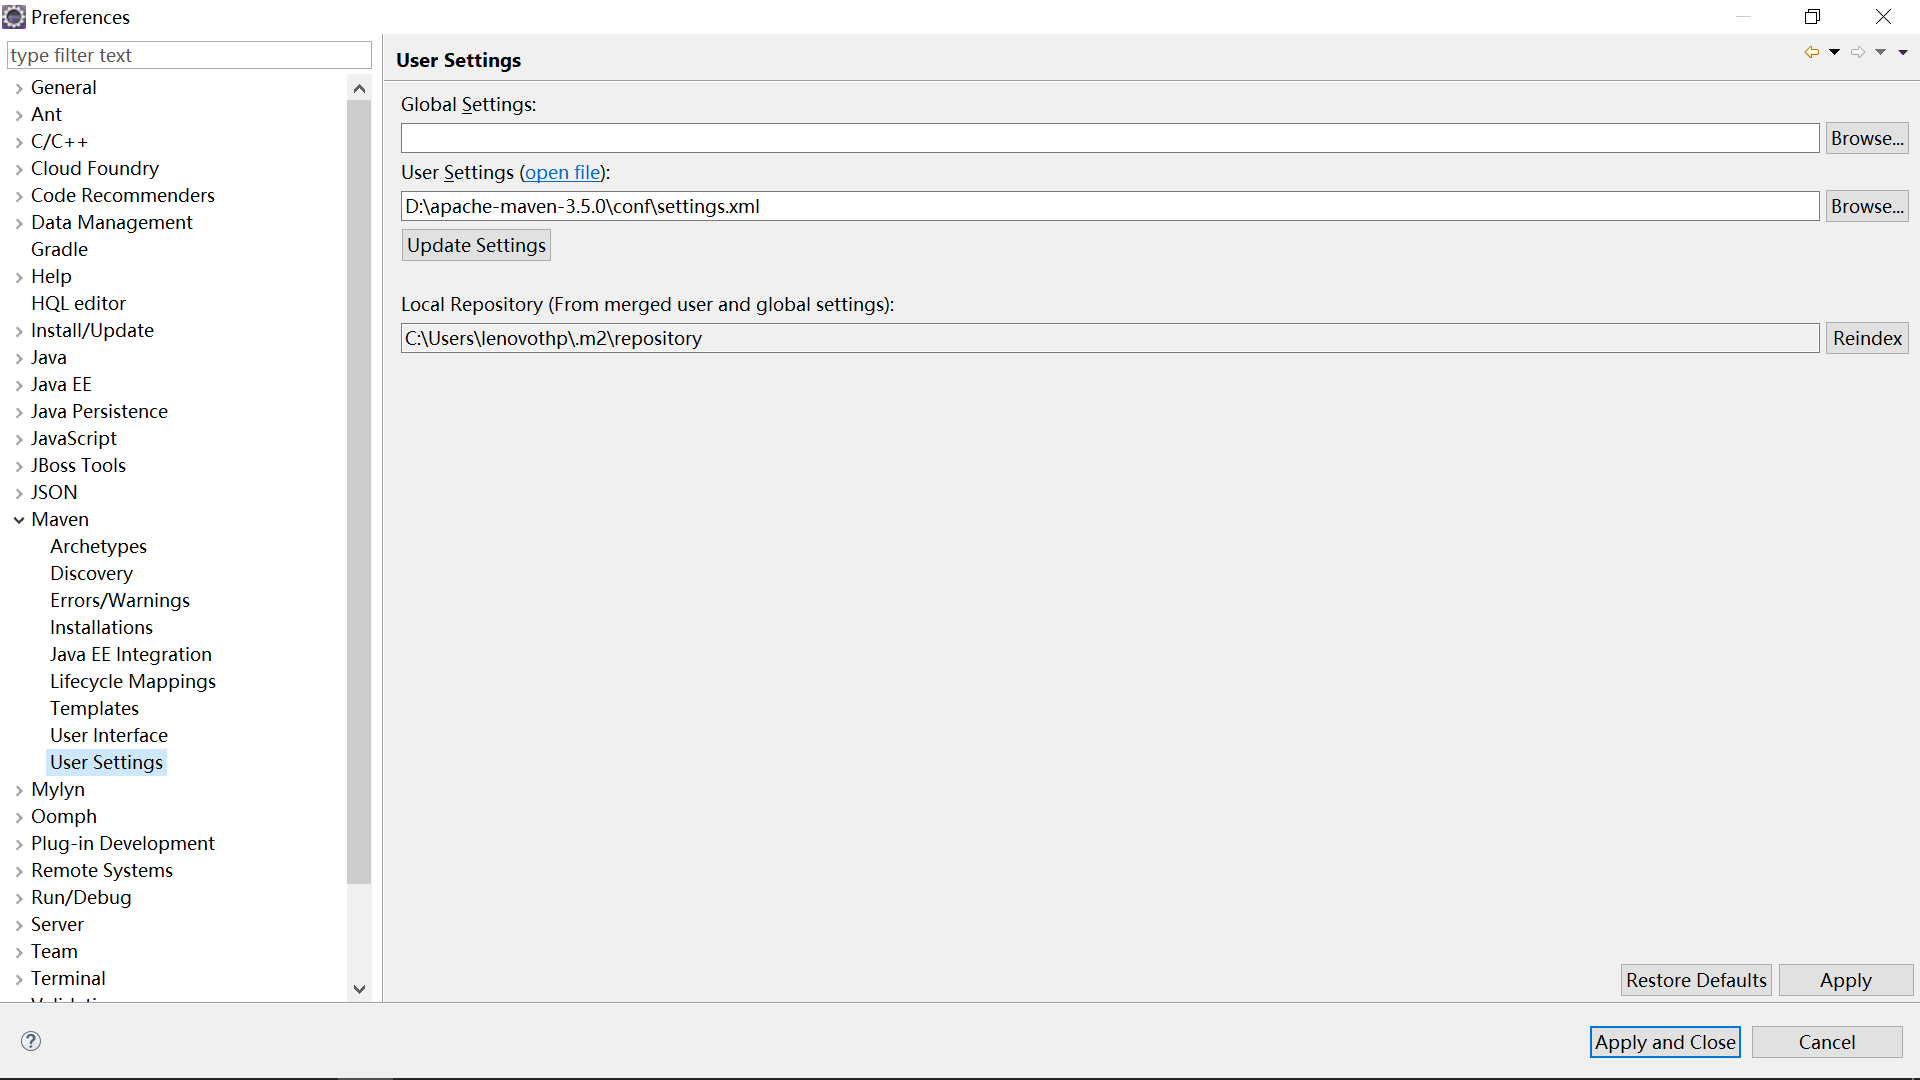 Preferences
type filter text
General
Ant
C/C++
Cloud Foundry
Code Recommenders
Data Management
Gradle
Help
HQL editor
Install/Update
Java
Java EE
Java Persistence
JavaScript
JBoss Tools
JSON
Maven
Archetypes
Discovery
Errors/Warnings
Installations
Java EE Integration
Lifecycle Mappings
Templates
User Interface
User Settings
Mylyn
Oomph
Plug-in Development
Remote Systems
Run/Debug
Server
Team
Terminal
User Settings
Global Settings:
Browse...
User Settings (open file):
D:\apache-maven-3.5.0\conf\settings.xml
Browse...
Update Settings
Local Repository (From merged user and global settings):
C:\Users\lenovothp\.m2\repository
Reindex
Restore Defaults
Apply
Apply and Close
Cancel